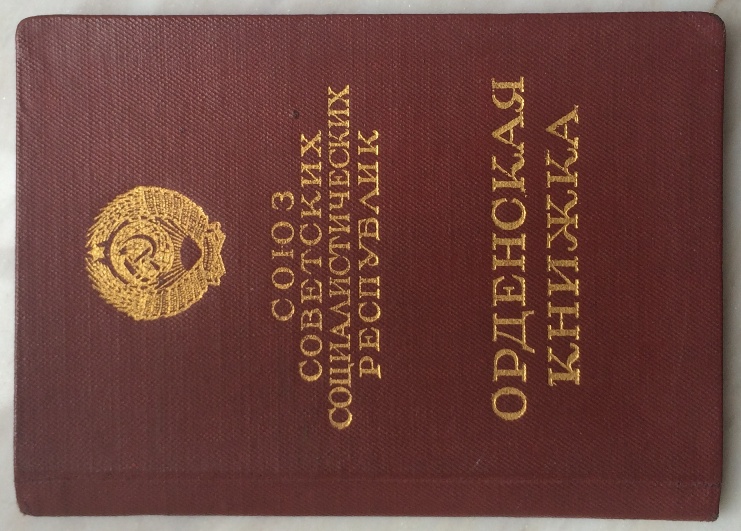 СОЮЗ
СОВЕТСКИХ
СОЦИАЛИСТИЧЕСКИХ
РЕСПУБЛИК
ОРДЕНСКАЯ
КНИЖКА